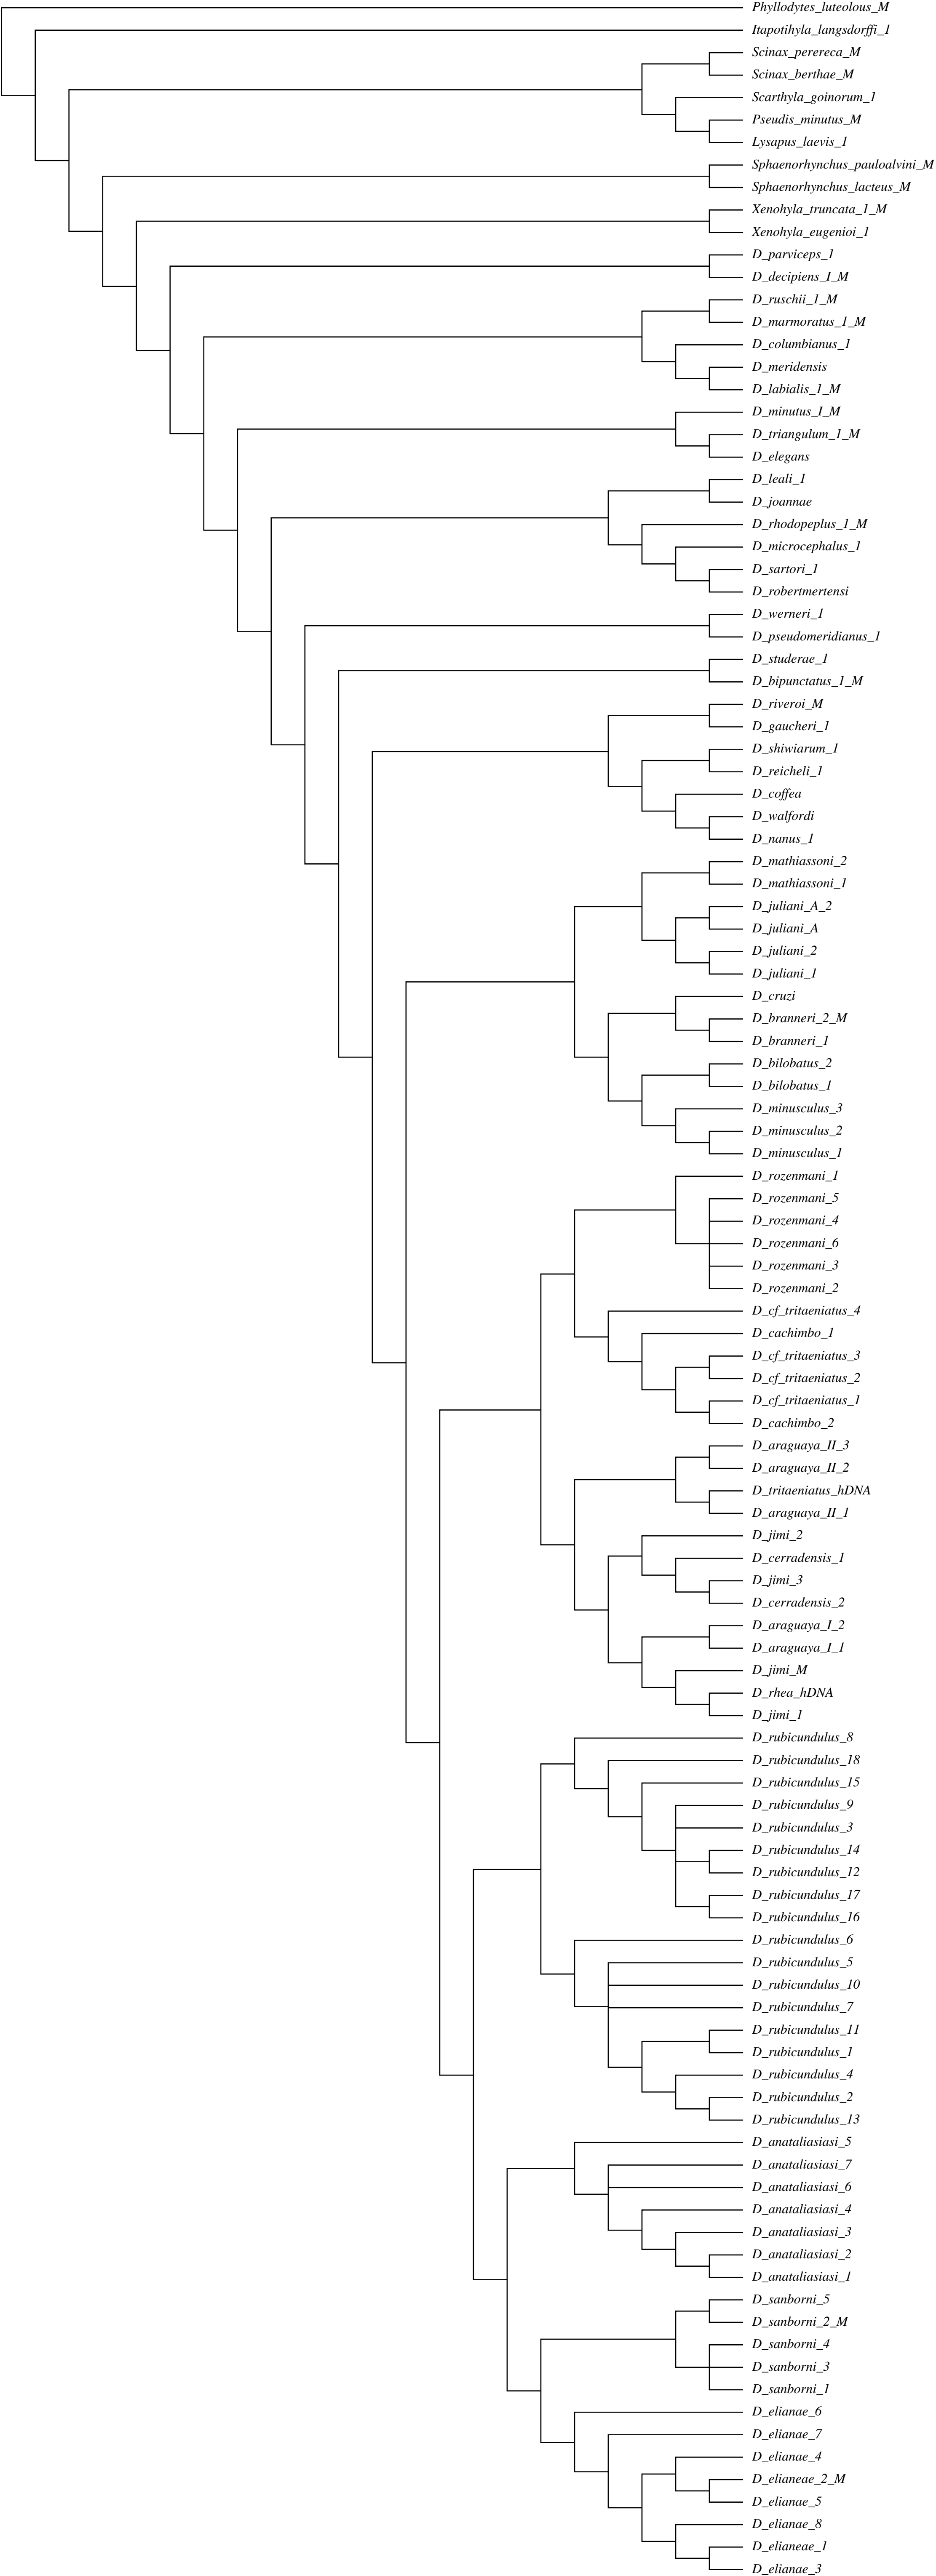 Phyllodytes_luteolous_M
Itapotihyla_langsdorffi_1
Scinax_perereca_M
Scinax_berthae_M
Scarthyla_goinorum_1
Pseudis_minutus_M
Lysapus_laevis_1
Sphaenorhynchus_pauloalvini_M
Sphaenorhynchus_lacteus_M
Xenohyla_truncata_1_M
Xenohyla_eugenioi_1
D_parviceps_1
D_decipiens_I_M
D_ruschii_1_M
D_marmoratus_1_M
D_columbianus_1
D_meridensis
D_labialis_1_M
D_minutus_I_M
D_triangulum_1_M
D_elegans
D_leali_1
D_joannae
D_rhodopeplus_1_M
D_microcephalus_1
D_sartori_1
D_robertmertensi
D_werneri_1
D_pseudomeridianus_1
D_studerae_1
D_bipunctatus_1_M
D_riveroi_M
D_gaucheri_1
D_shiwiarum_1
D_reicheli_1
D_coffea
D_walfordi
D_nanus_1
D_mathiassoni_2
D_mathiassoni_1
D_juliani_A_2
D_juliani_A
D_juliani_2
D_juliani_1
D_cruzi
D_branneri_2_M
D_branneri_1
D_bilobatus_2
D_bilobatus_1
D_minusculus_3
D_minusculus_2
D_minusculus_1
D_rozenmani_1
D_rozenmani_5
D_rozenmani_4
D_rozenmani_6
D_rozenmani_3
D_rozenmani_2
D_cf_tritaeniatus_4
D_cachimbo_1
D_cf_tritaeniatus_3
D_cf_tritaeniatus_2
D_cf_tritaeniatus_1
D_cachimbo_2
D_araguaya_II_3
D_araguaya_II_2
D_tritaeniatus_hDNA
D_araguaya_II_1
D_jimi_2
D_cerradensis_1
D_jimi_3
D_cerradensis_2
D_araguaya_I_2
D_araguaya_I_1
D_jimi_M
D_rhea_hDNA
D_jimi_1
D_rubicundulus_8
D_rubicundulus_18
D_rubicundulus_15
D_rubicundulus_9
D_rubicundulus_3
D_rubicundulus_14
D_rubicundulus_12
D_rubicundulus_17
D_rubicundulus_16
D_rubicundulus_6
D_rubicundulus_5
D_rubicundulus_10
D_rubicundulus_7
D_rubicundulus_11
D_rubicundulus_1
D_rubicundulus_4
D_rubicundulus_2
D_rubicundulus_13
D_anataliasiasi_5
D_anataliasiasi_7
D_anataliasiasi_6
D_anataliasiasi_4
D_anataliasiasi_3
D_anataliasiasi_2
D_anataliasiasi_1
D_sanborni_5
D_sanborni_2_M
D_sanborni_4
D_sanborni_3
D_sanborni_1
D_elianae_6
D_elianae_7
D_elianae_4
D_elianeae_2_M
D_elianae_5
D_elianae_8
D_elianeae_1
D_elianae_3